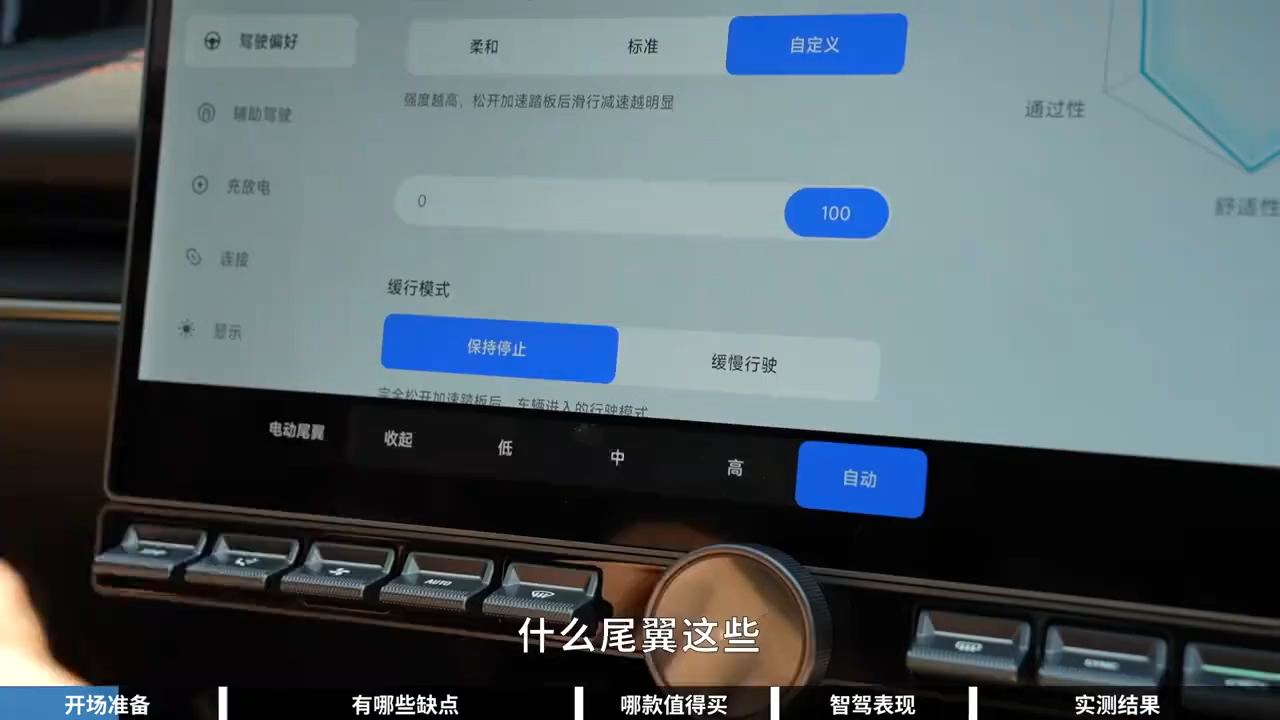 驾驶偏好
柔和
标准
自定义
强度越高，松开加速踏板后滑行减速越明显
通过性
辅助驾驶
充放电
0
100
舒适性
连接
缓行模式
显示
保持停止
缓慢行驶
完全松开加速踏板后，车辆进入的行驶模式
电动尾翼
收起
低
中
高
自动
AUTO
SYNC
什么尾翼这些
开场准备
有哪些缺点
哪款值得买
智驾表现
实测结果